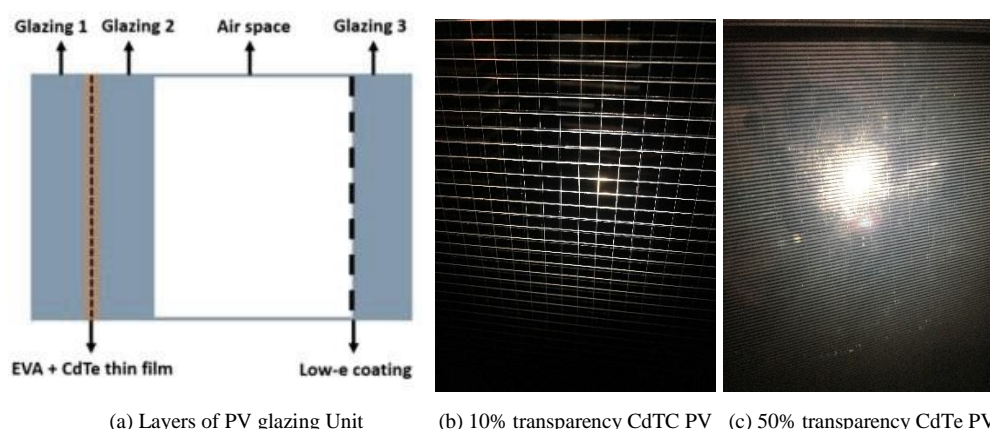 Glazing 1 Glazing 2 Air space Glazing 3
EVA + CdTe thin film Low-e coating
(a) Layers of PV glazing Unit (b) 10% transparency CdTC PV (c) 50% transparency CdTe PV